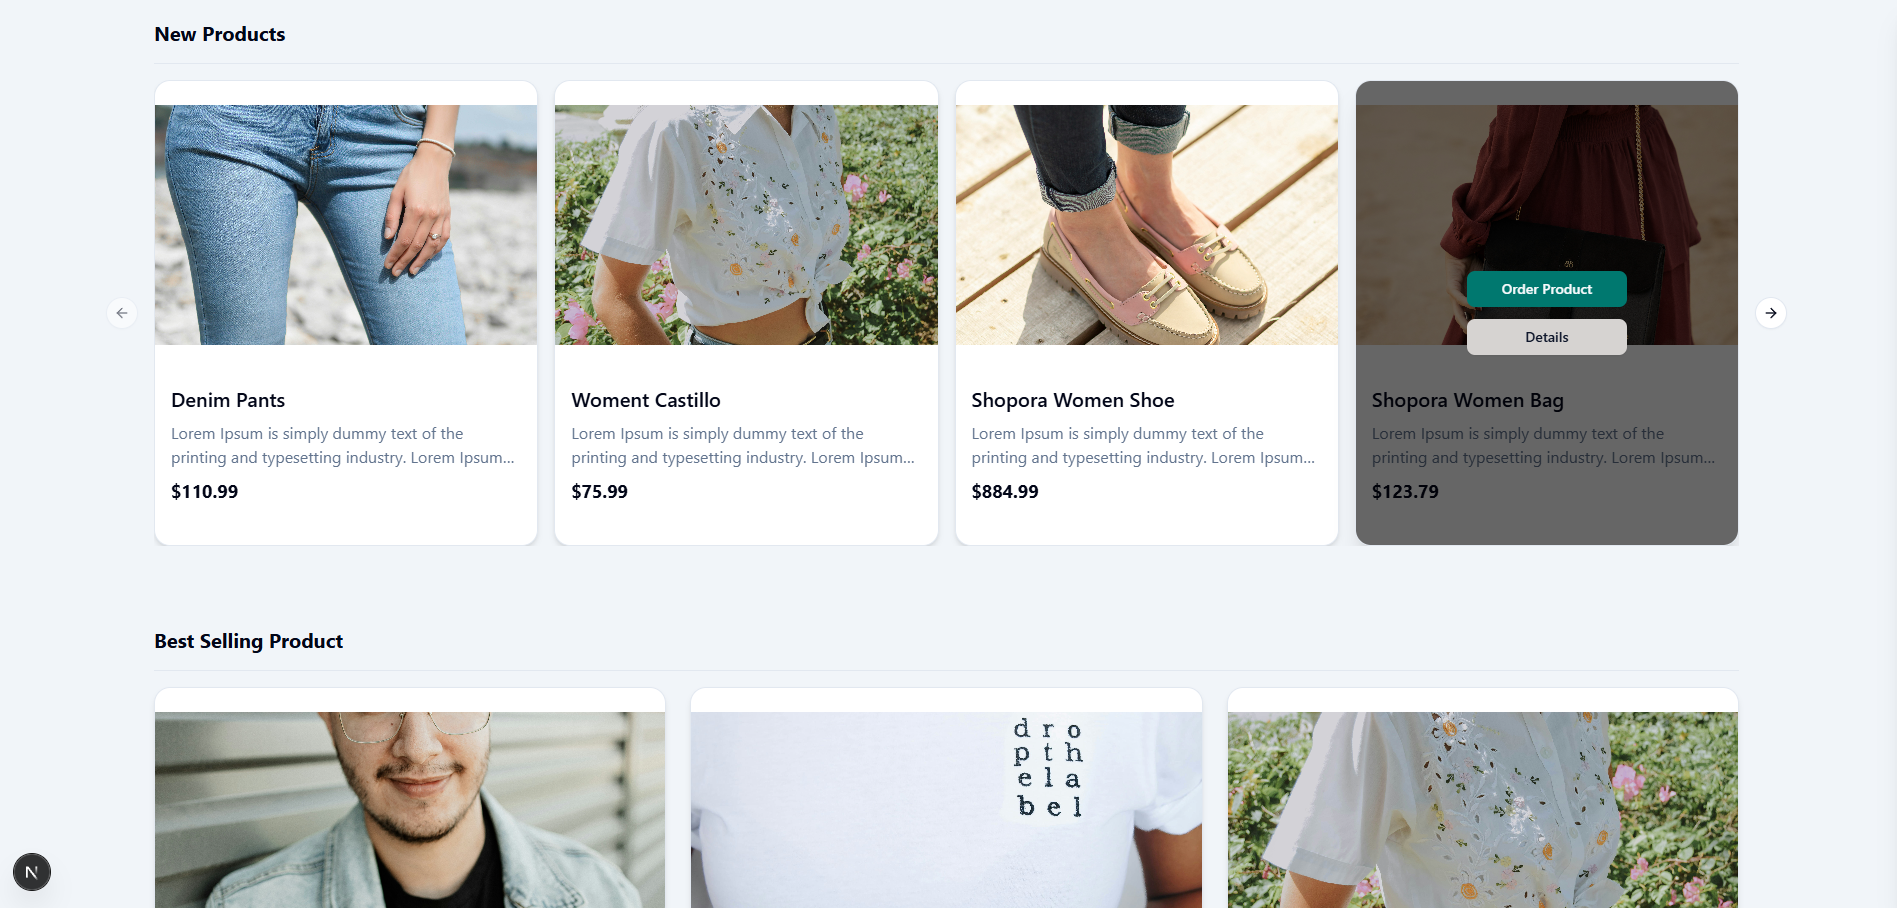 New Products
Order Product
Details
Denim Pants
Lorem Ipsum is simply dummy text of the
printing and typesetting industry. Lorem Ipsum...
$110.99
Woment Castillo
Lorem Ipsum is simply dummy text of the
printing and typesetting industry. Lorem Ipsum...
$75.99
Shopora Women Shoe
Lorem Ipsum is simply dummy text of the
printing and typesetting industry. Lorem Ipsum...
$884.99
Shopora Women Bag
Lorem Ipsum is simply dummy text of the
printing and typesetting industry. Lorem Ipsum...
$123.79
Best Selling Product
d r o
p t h
e l a
b e l
N